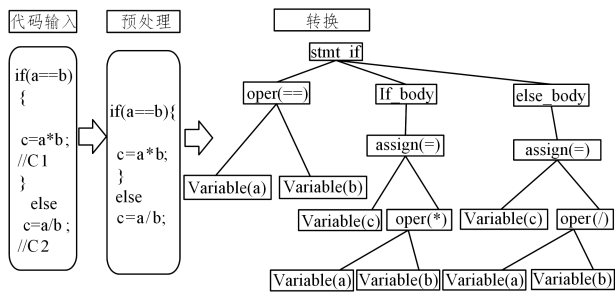 代码输入
预处理
转换
if(a==b)
{
c=a*b;
//C1
}
else
c=a/b;
//C2
if(a==b){
c=a*b;
}
else
c=a/b;
stmt_if
oper(==)
If_body
else_body
assign(=)
assign(=)
Variable(a)
Variable(b)
Variable(c)
oper(*)
Variable(c)
oper(/)
Variable(a)
Variable(b)
Variable(a)
Variable(b)